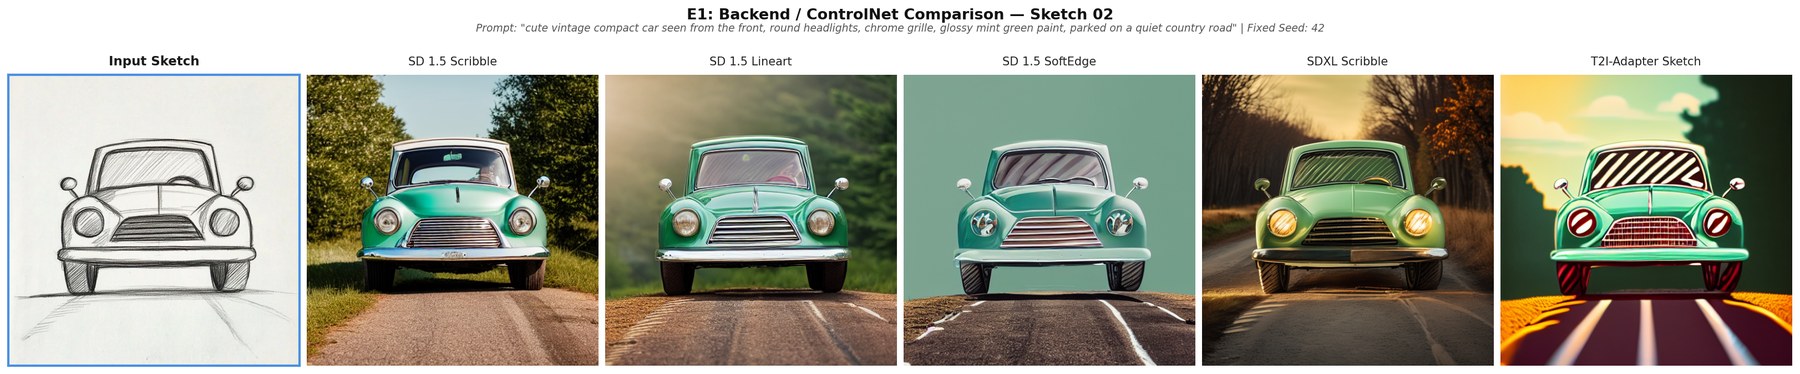 E1: Backend / ControlNet Comparison — Sketch 02
Prompt: "cute vintage compact car seen from the front, round headlights, chrome grille, glossy mint green paint, parked on a quiet country road" | Fixed Seed: 42
Input Sketch
SD 1.5 Scribble
SD 1.5 Lineart
SD 1.5 SoftEdge
SDXL Scribble
T2I-Adapter Sketch